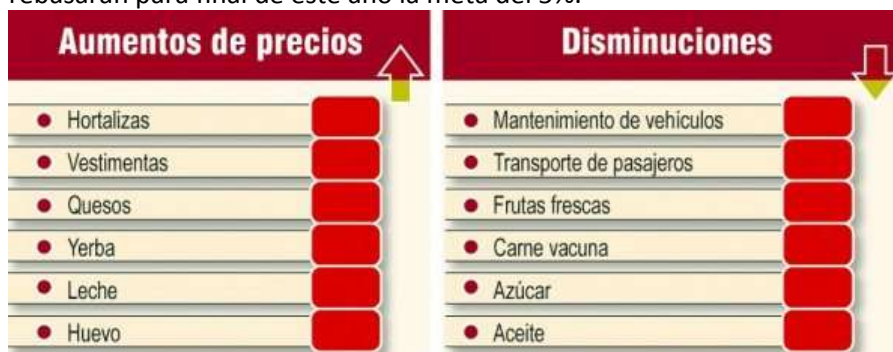 rebasarán para final de este año la meta del 5%.
Aumentos de precios
Hortalizas
Vestimentas
Quesos
Yerba
Leche
Huevo
Disminuciones
Mantenimiento de vehículos
Transporte de pasajeros
Frutas frescas
Carne vacuna
Azúcar
Aceite